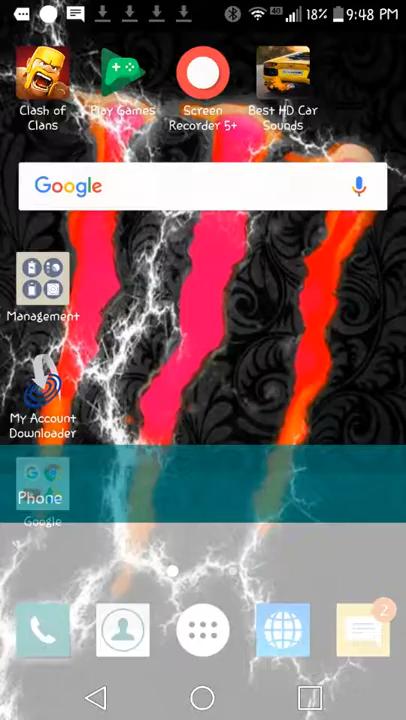 4G
18%
9:48 PM
Clash of
Clans
Play Games
Screen
Recorder 5+
Best HD Car
Sounds
Google
Management
My Account
Downloader
Phone
Google
2